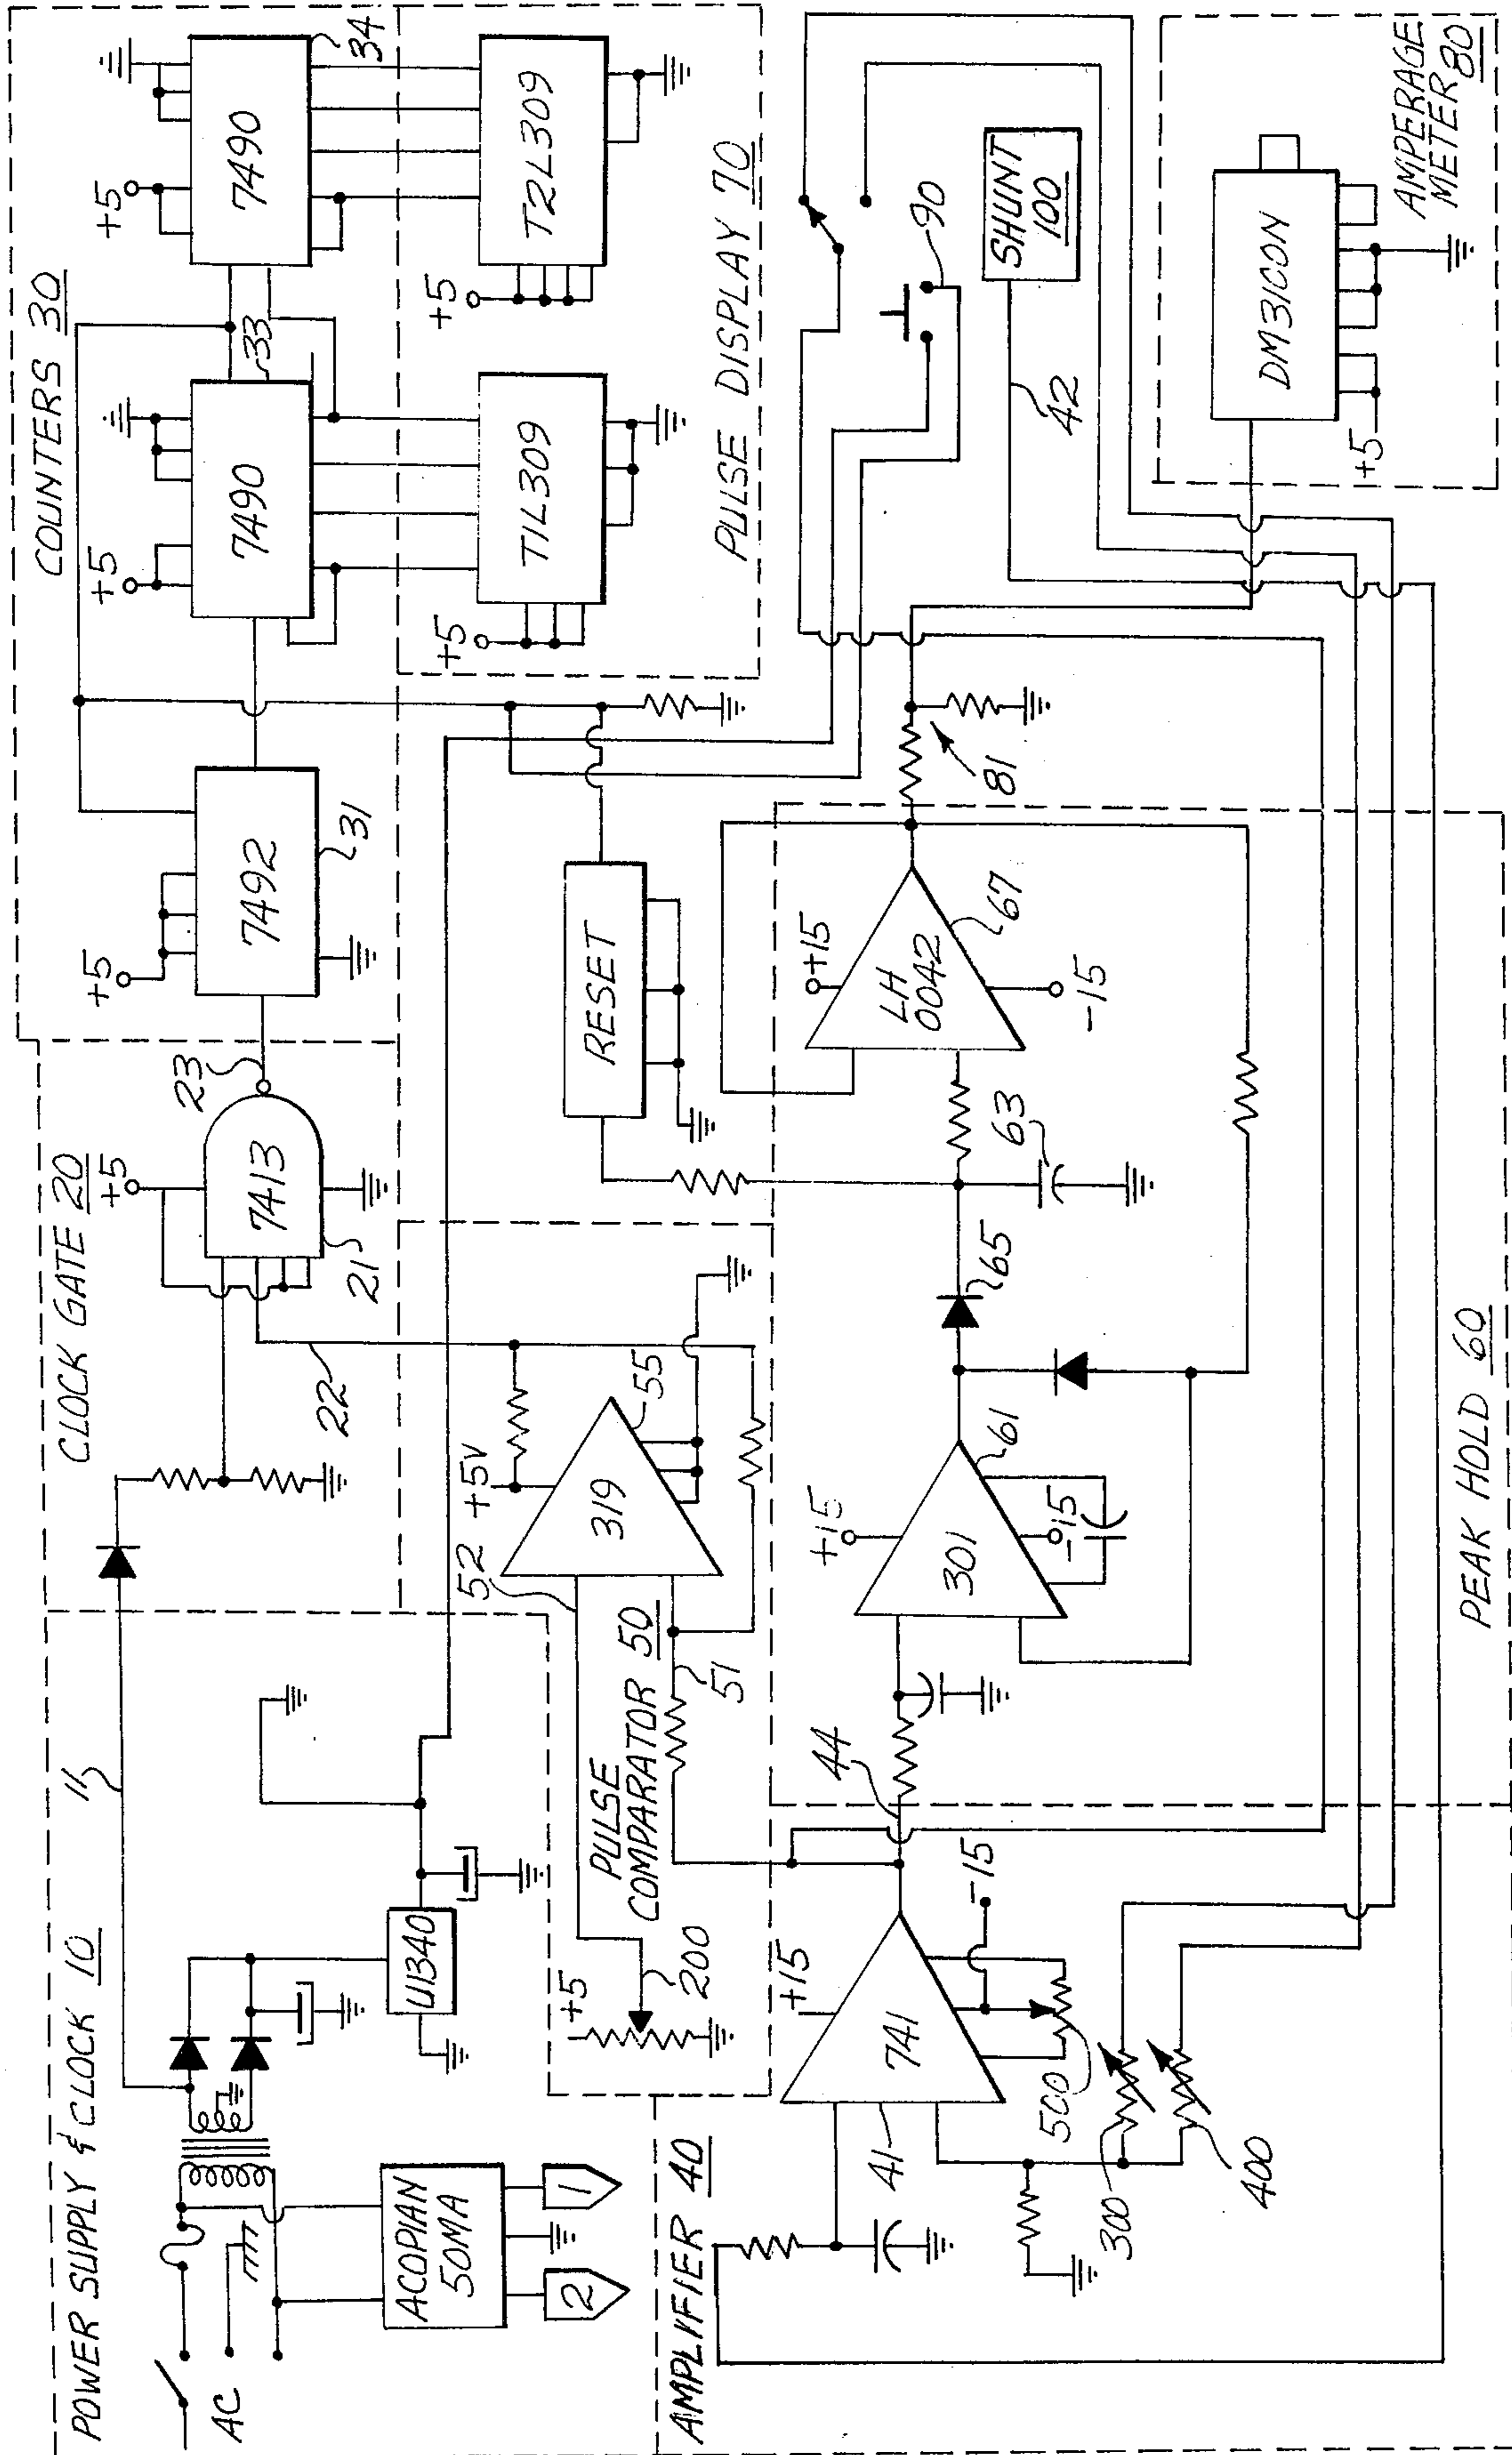 POWER SUPPLY & CLOCK 10
AC
ACOPIAN
50MA
1
2
U1340
11
CLOCK GATE 20
+5
7413
21
22
23
COUNTERS 30
+5
7492
31
+5
7490
33
+5
7490
34
+5
TIL309
+5
T2L309
PULSE DISPLAY 70
PULSE
COMPARATOR 50
+5
200
52
51
+5V
319
55
RESET
AMPLIFIER 40
+15
741
-15
41
500
300
400
44
PEAK HOLD 60
+15
301
-15
61
65
63
+15
LH
0042
-15
67
81
90
SHUNT
100
42
DM31CON
+5
AMPERAGE
METER 80